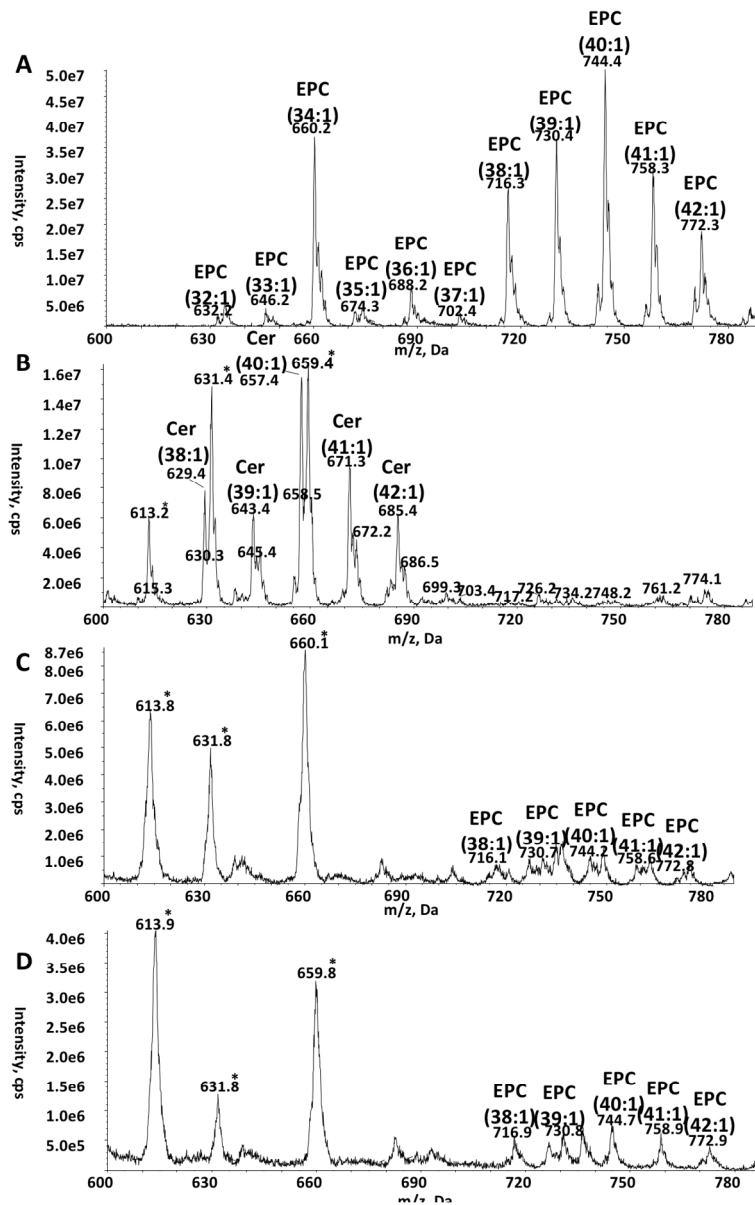 A
Intensity, cps
5.0e7
4.5e7
4.0e7
3.5e7
3.0e7
2.5e7
2.0e7
1.5e7
1.0e7
5.0e6
EPC
(32:1)
632.2
EPC
(33:1)
646.2
EPC
(34:1)
660.2
EPC
(35:1)
674.3
EPC
(36:1)
688.2
EPC
(37:1)
702.4
EPC
(38:1)
716.3
EPC
(39:1)
730.4
EPC
(40:1)
744.4
EPC
(41:1)
758.3
EPC
(42:1)
772.3
600 630 660 690 720 750 780
m/z, Da
B
Intensity, cps
1.6e7
1.4e7
1.2e7
1.0e7
8.0e6
6.0e6
4.0e6
2.0e6
613.2*
615.3
Cer
(38:1)
629.4
630.3
631.4*
Cer
(39:1)
643.4
645.4
Cer
(40:1)
657.4
658.5
659.4*
Cer
(41:1)
671.3
672.2
Cer
(42:1)
685.4
686.5
699.3
703.4
717.2
726.2
734.2
748.2
761.2
774.1
600 630 660 690 720 750 780
m/z, Da
C
Intensity, cps
8.7e6
8.0e6
7.0e6
6.0e6
5.0e6
4.0e6
3.0e6
2.0e6
1.0e6
613.8*
631.8*
660.1*
EPC
(38:1)
716.1
EPC
(39:1)
730.7
EPC
(40:1)
744.2
EPC
(41:1)
758.6
EPC
(42:1)
772.8
600 630 660 690 720 750 780
m/z, Da
D
Intensity, cps
4.0e6
3.5e6
3.0e6
2.5e6
2.0e6
1.5e6
1.0e6
5.0e5
613.9*
631.8*
659.8*
EPC
(38:1)
716.9
EPC
(39:1)
730.8
EPC
(40:1)
744.7
EPC
(41:1)
758.9
EPC
(42:1)
772.9
600 630 660 690 720 750 780
m/z, Da